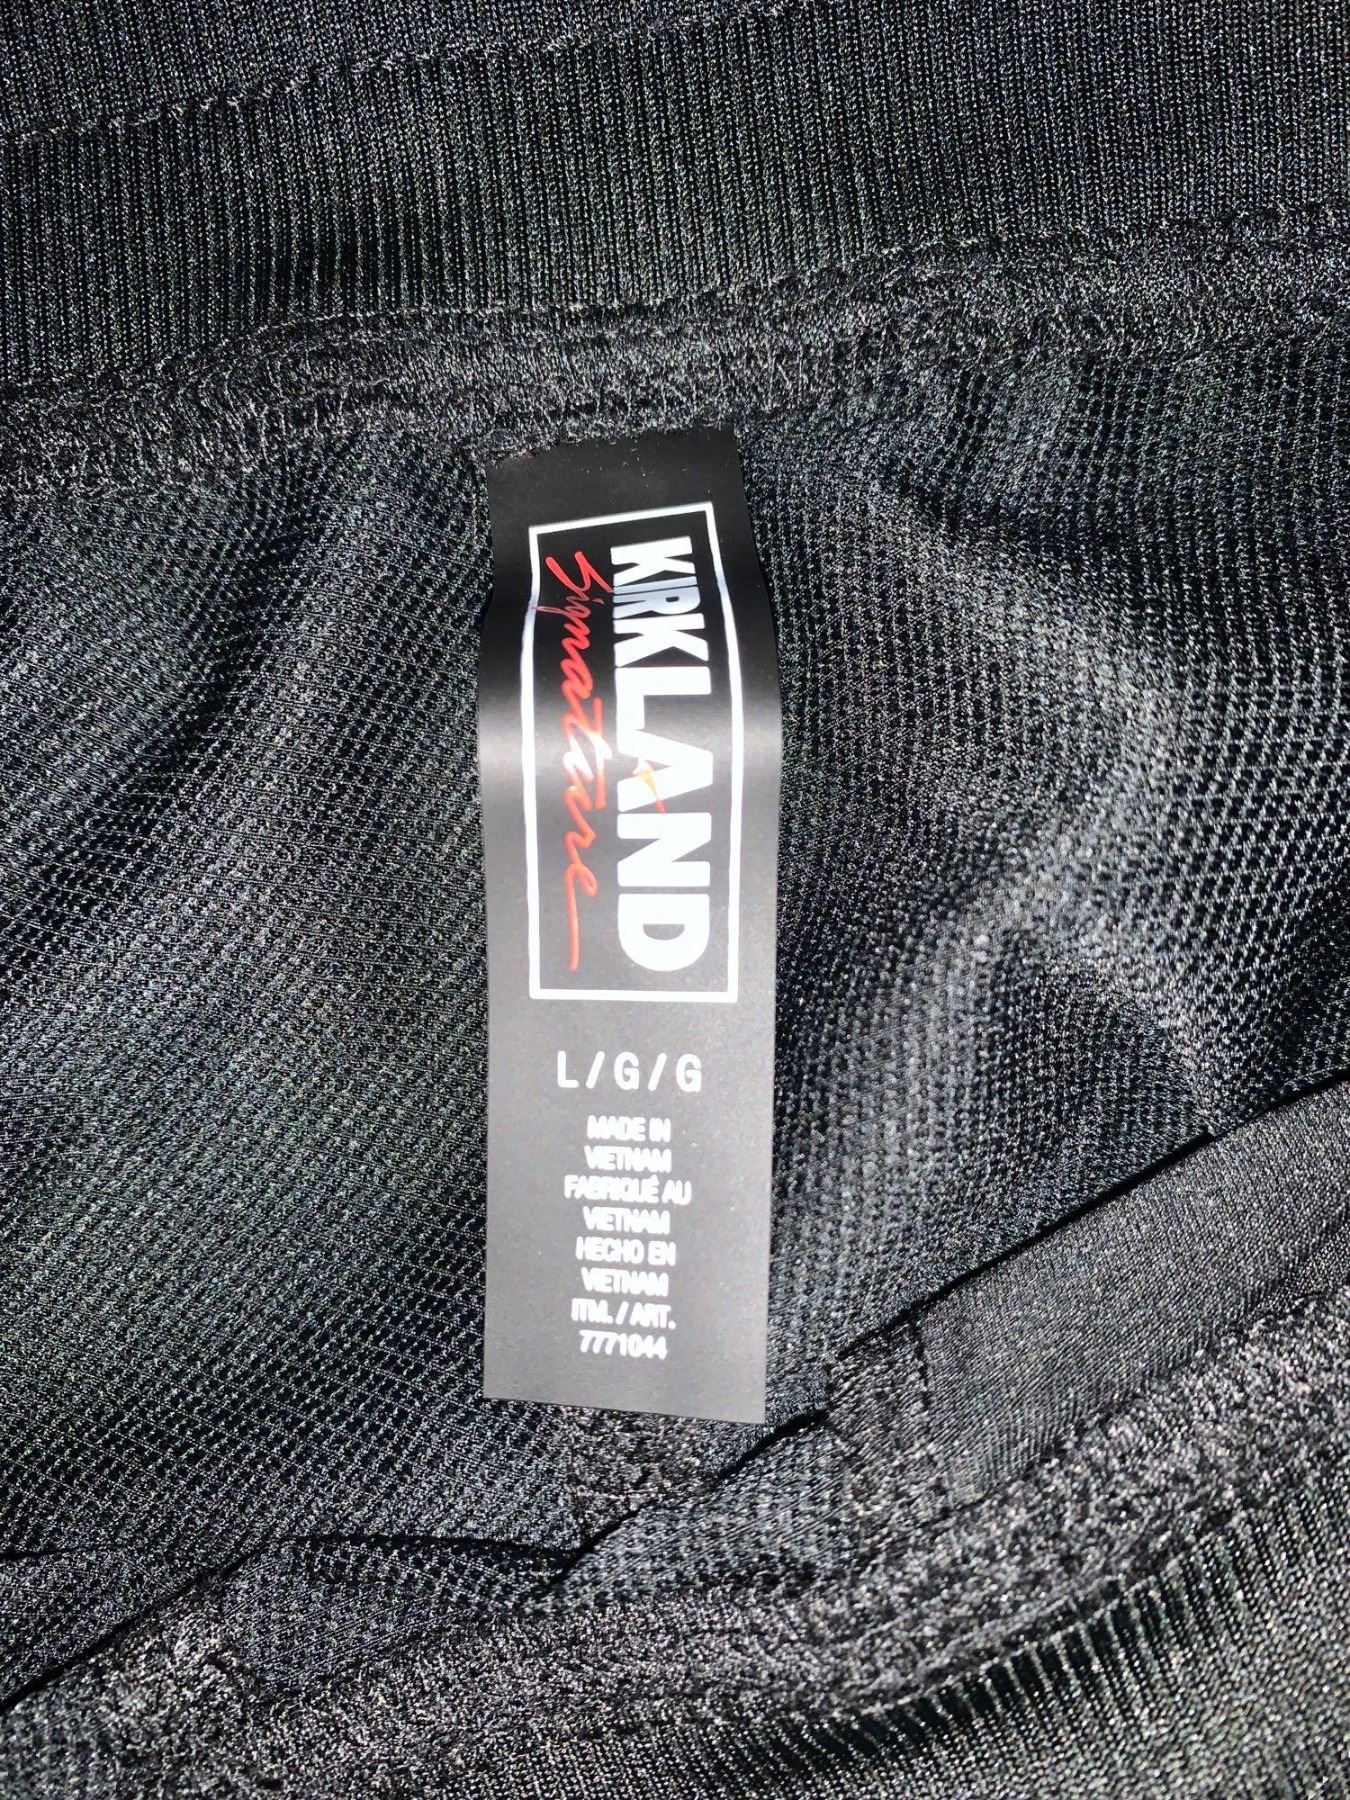 KIRKLAND
Signature
L/G/G
MADE IN
VIETNAM
FABRIQUÉ AU
VIETNAM
HECHO EN
VIETNAM
ITM. / ART.
7771044